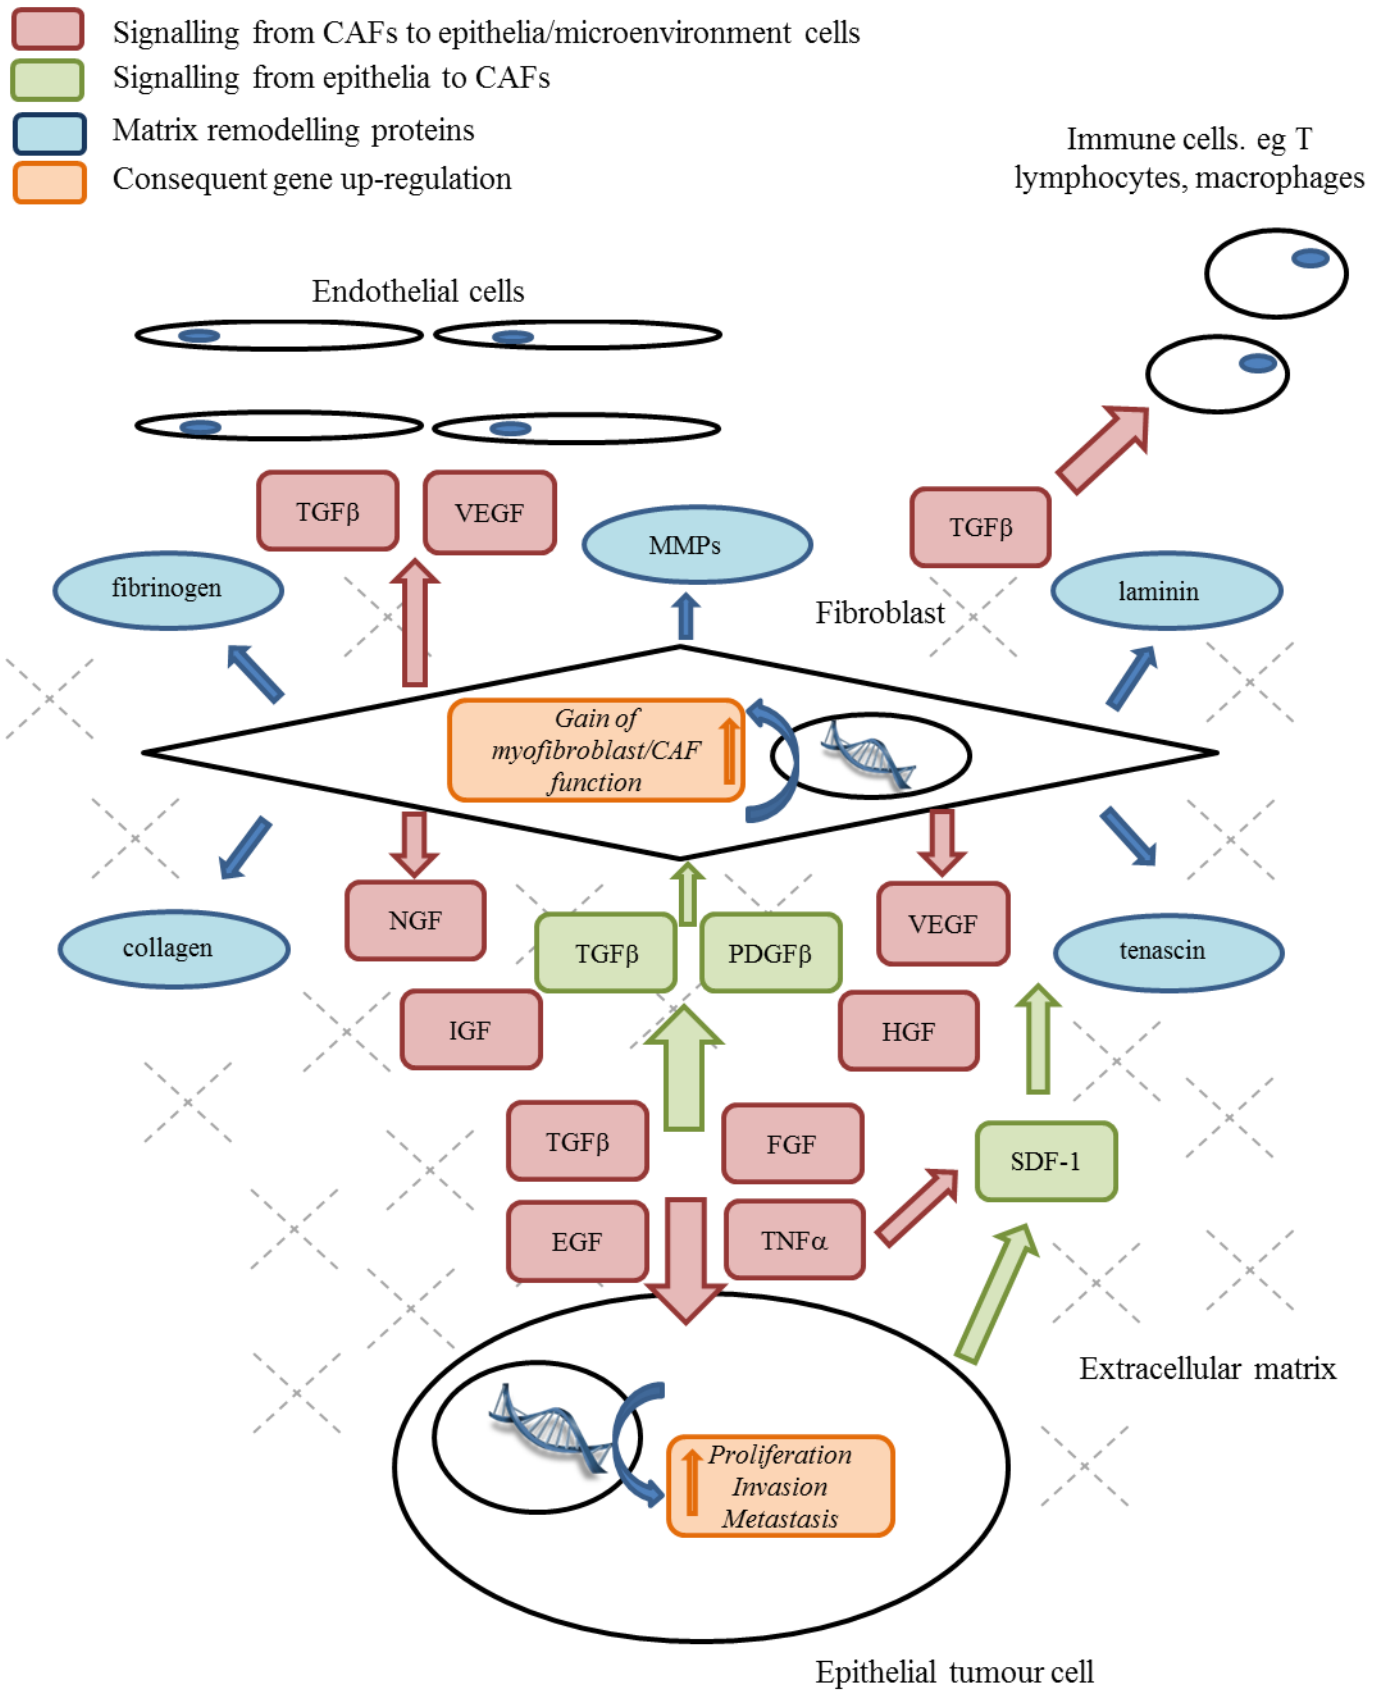 Signalling from CAFs to epithelia/microenvironment cells
Signalling from epithelia to CAFs
Matrix remodelling proteins
Consequent gene up-regulation
Immune cells. eg T
lymphocytes, macrophages
Endothelial cells
TGFβ
VEGF
MMPs
TGFβ
fibrinogen
laminin
Fibroblast
Gain of
myofibroblast/CAF
function
NGF
TGFβ
PDGFβ
VEGF
collagen
tenascin
IGF
HGF
TGFβ
FGF
SDF-1
EGF
TNFα
Extracellular matrix
Proliferation
Invasion
Metastasis
Epithelial tumour cell